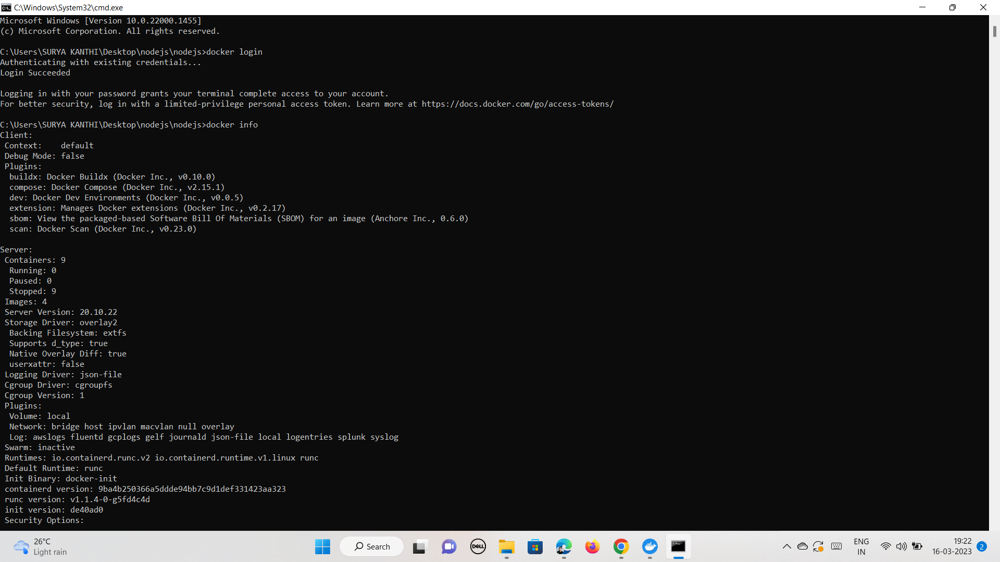 C:\Windows\System32\cmd.exe
Microsoft Windows [Version 10.0.22000.1455]
(c) Microsoft Corporation. All rights reserved.
C:\Users\SURYA KANTHI\Desktop\nodejs\nodejs>docker login
Authenticating with existing credentials...
Login Succeeded
Logging in with your password grants your terminal complete access to your account.
For better security, log in with a limited-privilege personal access token. Learn more at https://docs.docker.com/go/access-tokens/
C:\Users\SURYA KANTHI\Desktop\nodejs\nodejs>docker info
Client:
 Context:    default
 Debug Mode: false
 Plugins:
  buildx: Docker Buildx (Docker Inc., v0.10.0)
  compose: Docker Compose (Docker Inc., v2.15.1)
  dev: Docker Dev Environments (Docker Inc., v0.0.5)
  extension: Manages Docker extensions (Docker Inc., v0.2.17)
  sbom: View the packaged-based Software Bill Of Materials (SBOM) for an image (Anchore Inc., 0.6.0)
  scan: Docker Scan (Docker Inc., v0.23.0)
Server:
 Containers: 9
  Running: 0
  Paused: 0
  Stopped: 9
 Images: 4
 Server Version: 20.10.22
 Storage Driver: overlay2
  Backing Filesystem: extfs
  Supports d_type: true
  Native Overlay Diff: true
  userxattr: false
 Logging Driver: json-file
 Cgroup Driver: cgroupfs
 Cgroup Version: 1
 Plugins:
  Volume: local
  Network: bridge host ipvlan macvlan null overlay
  Log: awslogs fluentd gcplogs gelf journald json-file local logentries splunk syslog
 Swarm: inactive
 Runtimes: io.containerd.runc.v2 io.containerd.runtime.v1.linux runc
 Default Runtime: runc
 Init Binary: docker-init
 containerd version: 9ba4b250366a5ddde94bb7c9d1def331423aa323
 runc version: v1.1.4-0-g5fd4c4d
 init version: de40ad0
 Security Options:
26°C
Light rain
Search
DELL
ENG
IN
19:22
16-03-2023
2